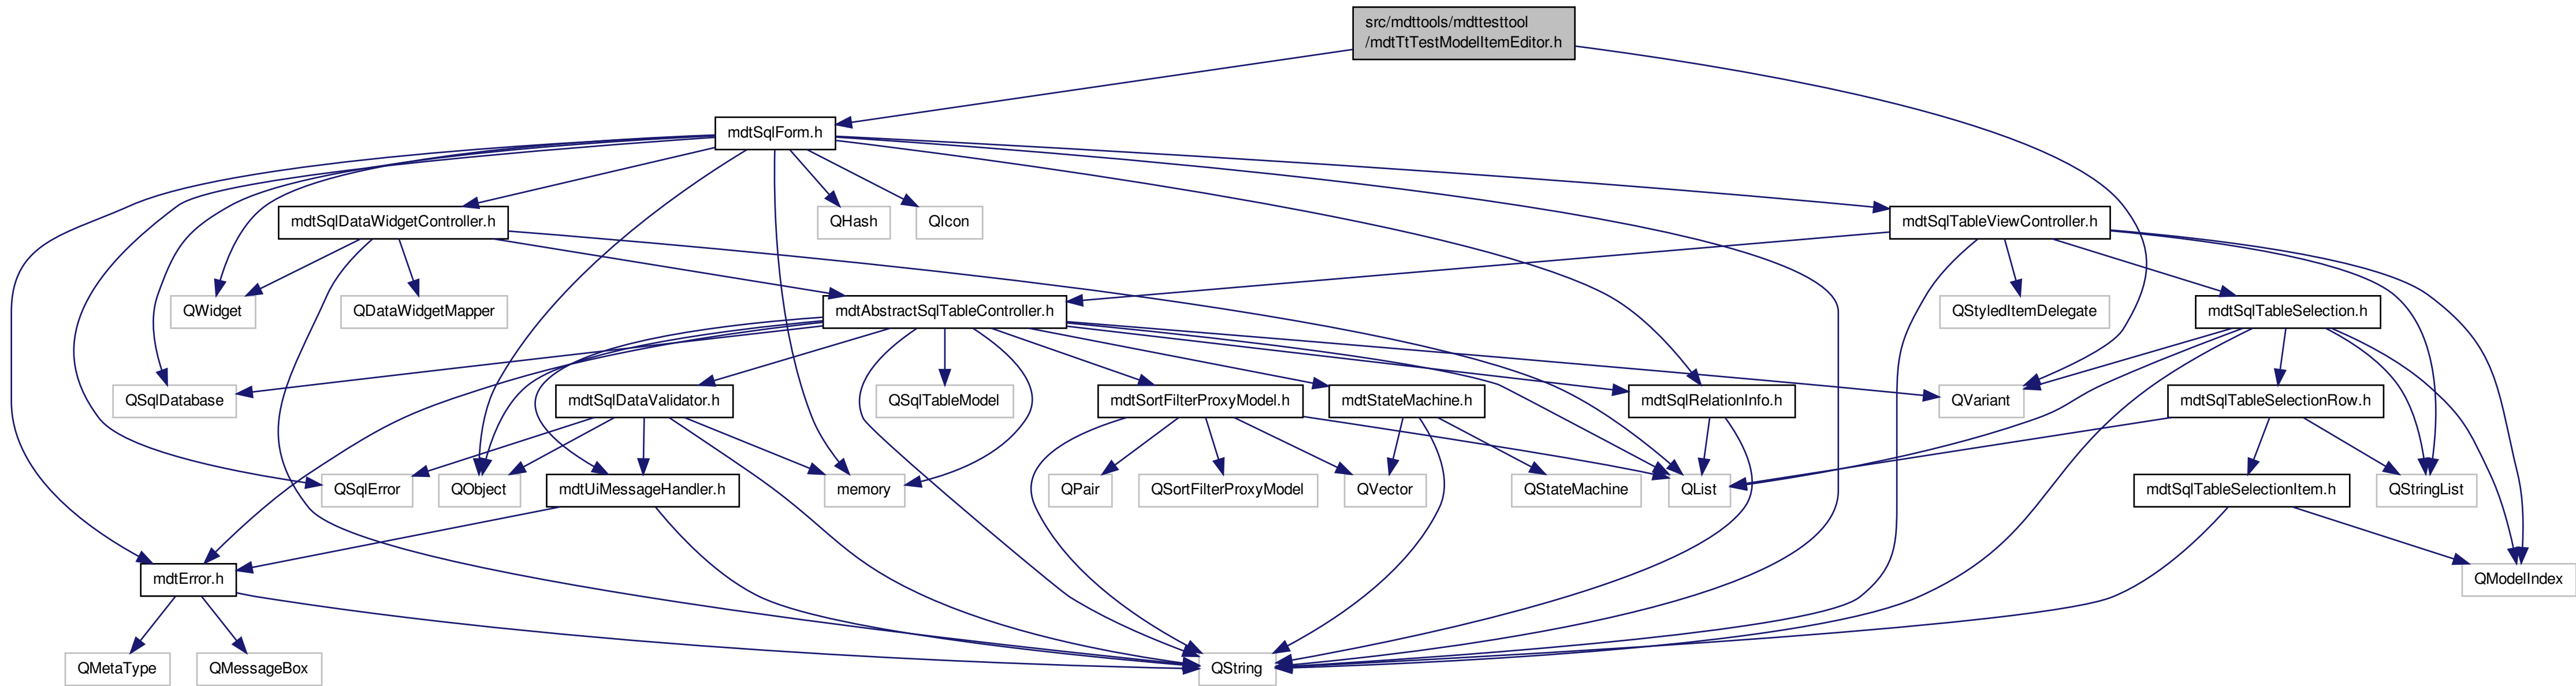 src/mdttools/mdttesttool
/mdtTtTestModelItemEditor.h
mdtSqlForm.h
mdtSqlDataWidgetController.h
QHash
QIcon
mdtSqlTableViewController.h
QWidget
QDataWidgetMapper
mdtAbstractSqlTableController.h
QStyledItemDelegate
mdtSqlTableSelection.h
QSqlDatabase
mdtSqlDataValidator.h
QSqlTableModel
mdtSortFilterProxyModel.h
mdtStateMachine.h
mdtSqlRelationInfo.h
QVariant
mdtSqlTableSelectionRow.h
QSqlError
QObject
mdtUiMessageHandler.h
memory
QPair
QSortFilterProxyModel
QVector
QStateMachine
QList
mdtSqlTableSelectionItem.h
QStringList
mdtError.h
QModelIndex
QMetaType
QMessageBox
QString